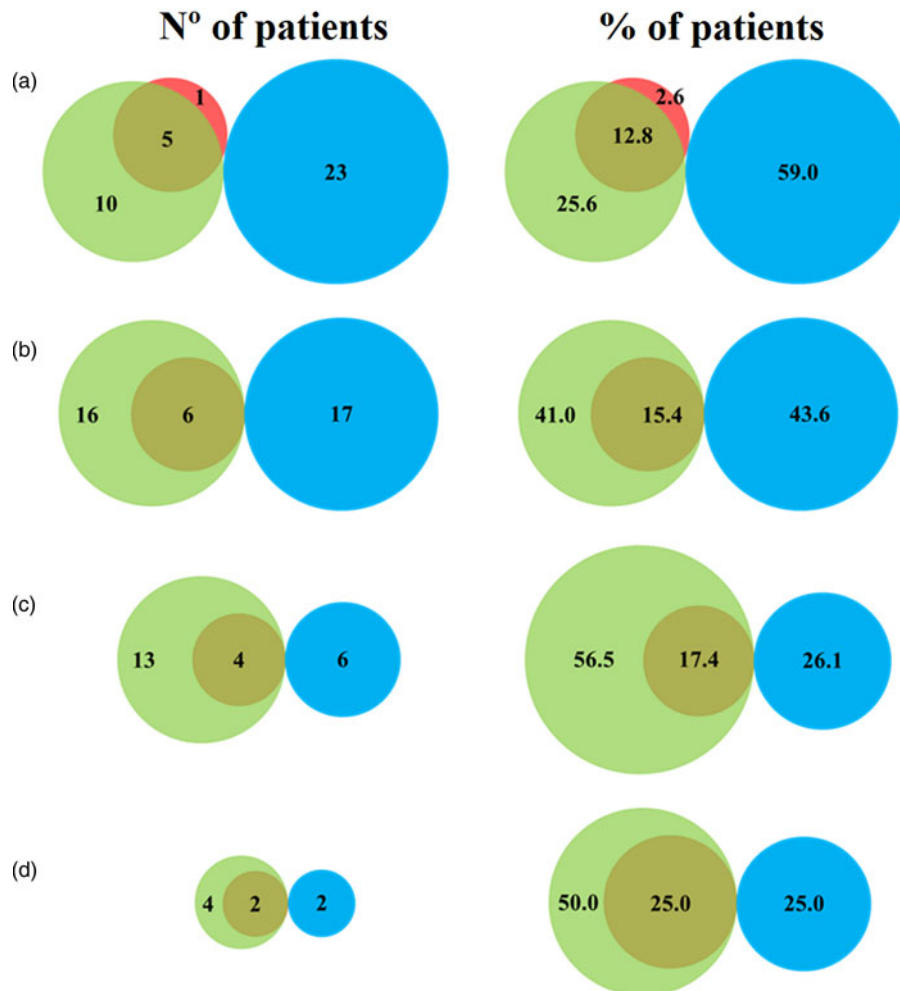 Nº of patients % of patients
(a)
1 2.6
5 12.8
23 59.0
10 25.6
(b)
16 6 17 41.0 15.4 43.6
(c)
13 4 6 56.5 17.4 26.1
(d)
4 2 2 50.0 25.0 25.0